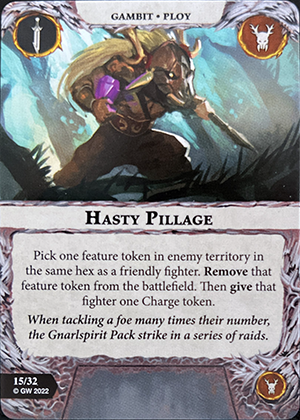 GAMBIT • PLOY
HASTY PILLAGE
Pick one feature token in enemy territory in
the same hex as a friendly fighter. Remove that
feature token from the battlefield. Then give that
fighter one Charge token.
When tackling a foe many times their number,
the Gnarlspirit Pack strike in a series of raids.
15/32
© GW 2022